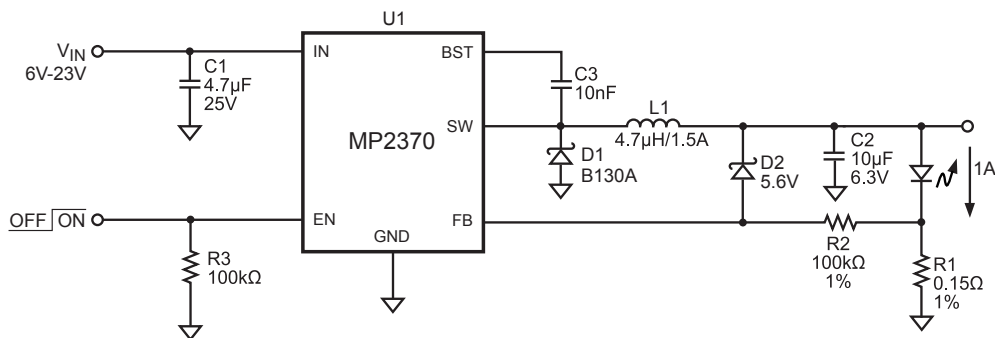 U1
V_IN
6V-23V
C1
4.7µF
25V
IN
BST
C3
10nF
SW
L1
4.7µH/1.5A
MP2370
D1
B130A
D2
5.6V
C2
10µF
6.3V
1A
OFF ON
EN
GND
FB
R3
100kΩ
R2
100kΩ
1%
R1
0.15Ω
1%